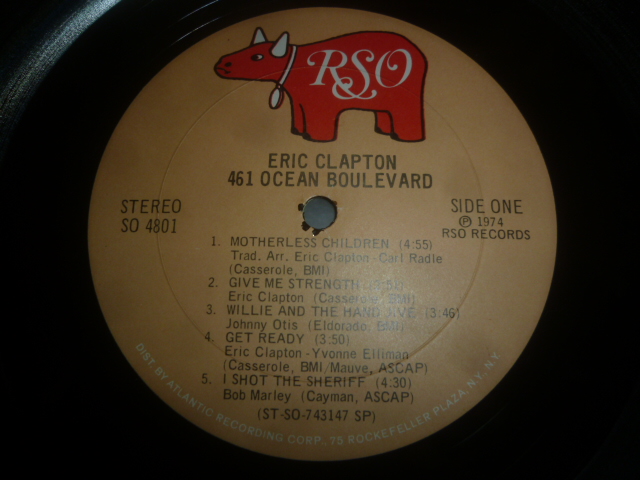 RSO
ERIC CLAPTON
461 OCEAN BOULEVARD
STEREO
SO 4801
SIDE ONE
℗ 1974
RSO RECORDS
1. MOTHERLESS CHILDREN (4:55)
Trad. Arr. Eric Clapton-Carl Radle
(Casserole, BMI)
2. GIVE ME STRENGTH
Eric Clapton (Casserole, BMI)
3. WILLIE AND THE HAND JIVE (3:46)
Johnny Otis (Eldorado, BMI)
4. GET READY (3:50)
Eric Clapton-Yvonne Elliman
(Casserole, BMI/Mauve, ASCAP)
5. I SHOT THE SHERIFF (4:30)
Bob Marley (Cayman, ASCAP)
(ST-SO-743147 SP)
DIST. BY ATLANTIC RECORDING CORP., 75 ROCKEFELLER PLAZA, N.Y., N.Y.